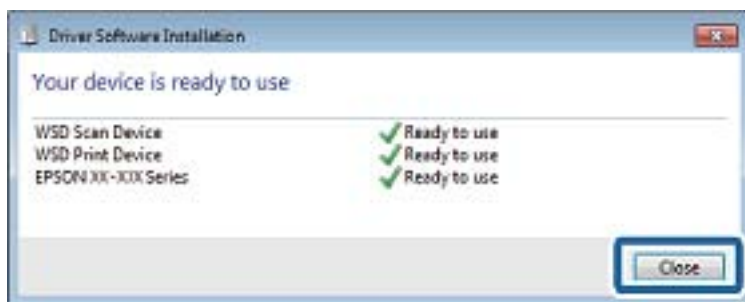 Driver Software Installation
Your device is ready to use
WSD Scan Device Ready to use
WSD Print Device Ready to use
EPSON XX-XXX Series Ready to use
Close